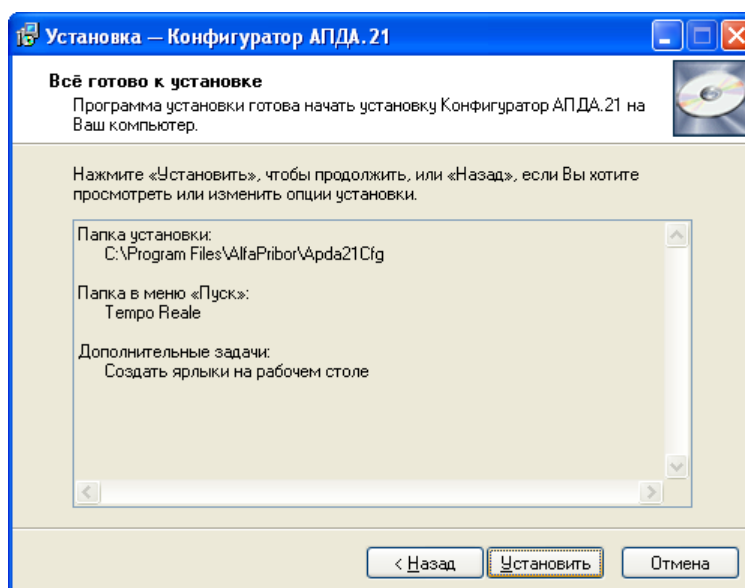 Установка — Конфигуратор АПДА.21
Всё готово к установке
Программа установки готова начать установку Конфигуратор АПДА.21 на
Ваш компьютер.
Нажмите «Установить», чтобы продолжить, или «Назад», если Вы хотите
просмотреть или изменить опции установки.
Папка установки:
C:\Program Files\AlfaPribor\Apda21Cfg
Папка в меню «Пуск»:
Tempo Reale
Дополнительные задачи:
Создать ярлыки на рабочем столе
< Назад
Установить
Отмена